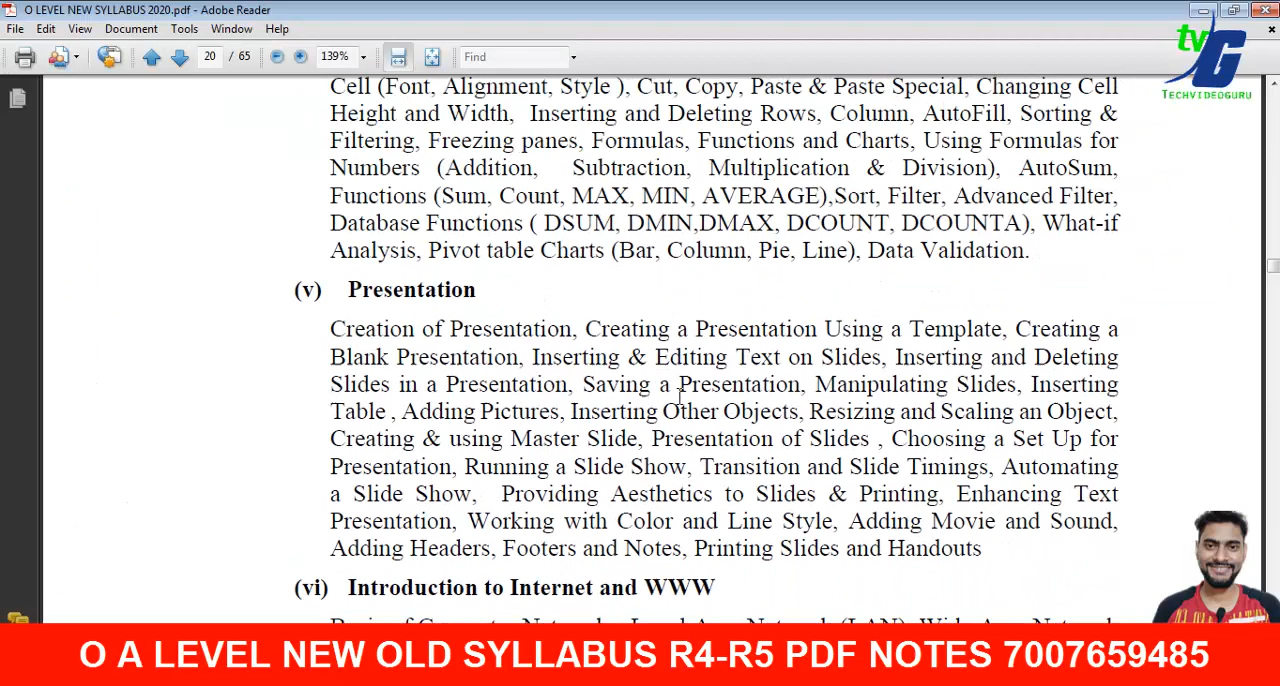 O LEVEL NEW SYLLABUS 2020.pdf - Adobe Reader
File Edit View Document Tools Window Help
20 / 65 139% Find
tv G
TECHVIDEOGURU
Cell (Font, Alignment, Style ), Cut, Copy, Paste & Paste Special, Changing Cell
Height and Width, Inserting and Deleting Rows, Column, AutoFill, Sorting &
Filtering, Freezing panes, Formulas, Functions and Charts, Using Formulas for
Numbers (Addition, Subtraction, Multiplication & Division), AutoSum,
Functions (Sum, Count, MAX, MIN, AVERAGE),Sort, Filter, Advanced Filter,
Database Functions ( DSUM, DMIN,DMAX, DCOUNT, DCOUNTA), What-if
Analysis, Pivot table Charts (Bar, Column, Pie, Line), Data Validation.
(v) Presentation
Creation of Presentation, Creating a Presentation Using a Template, Creating a
Blank Presentation, Inserting & Editing Text on Slides, Inserting and Deleting
Slides in a Presentation, Saving a Presentation, Manipulating Slides, Inserting
Table , Adding Pictures, Inserting Other Objects, Resizing and Scaling an Object,
Creating & using Master Slide, Presentation of Slides , Choosing a Set Up for
Presentation, Running a Slide Show, Transition and Slide Timings, Automating
a Slide Show, Providing Aesthetics to Slides & Printing, Enhancing Text
Presentation, Working with Color and Line Style, Adding Movie and Sound,
Adding Headers, Footers and Notes, Printing Slides and Handouts
(vi) Introduction to Internet and WWW
O A LEVEL NEW OLD SYLLABUS R4-R5 PDF NOTES 7007659485